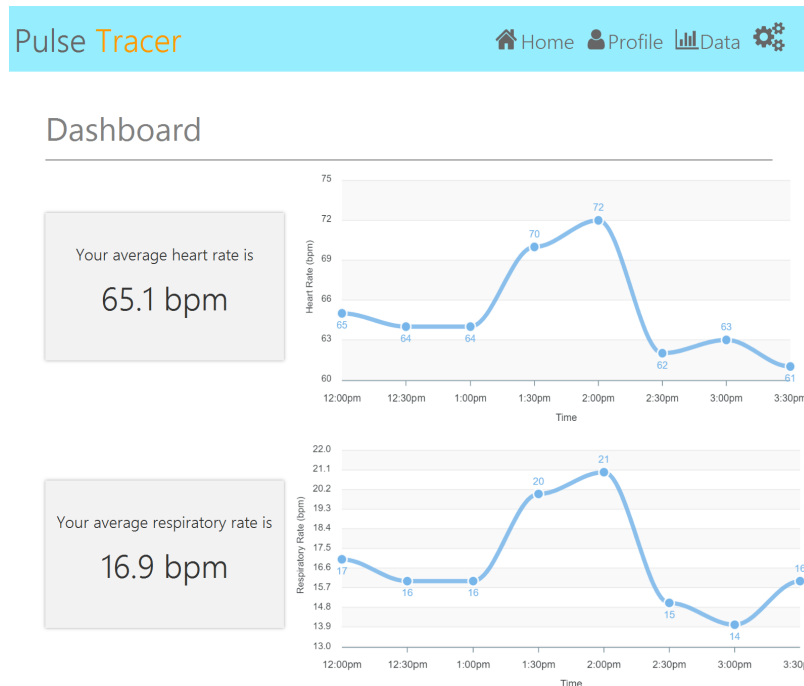 Pulse Tracer
Home Profile Data
Dashboard
Your average heart rate is
65.1 bpm
Heart Rate (bpm)
75
72
69
66
63
60
65
64
64
70
72
62
63
61
12:00pm 12:30pm 1:00pm 1:30pm 2:00pm 2:30pm 3:00pm 3:30pm
Time
Your average respiratory rate is
16.9 bpm
Respiratory Rate (bpm)
22.0
21.1
20.2
19.3
18.4
17.5
16.6
15.7
14.8
13.9
13.0
17
16
16
20
21
15
14
16
12:00pm 12:30pm 1:00pm 1:30pm 2:00pm 2:30pm 3:00pm 3:30p
Time